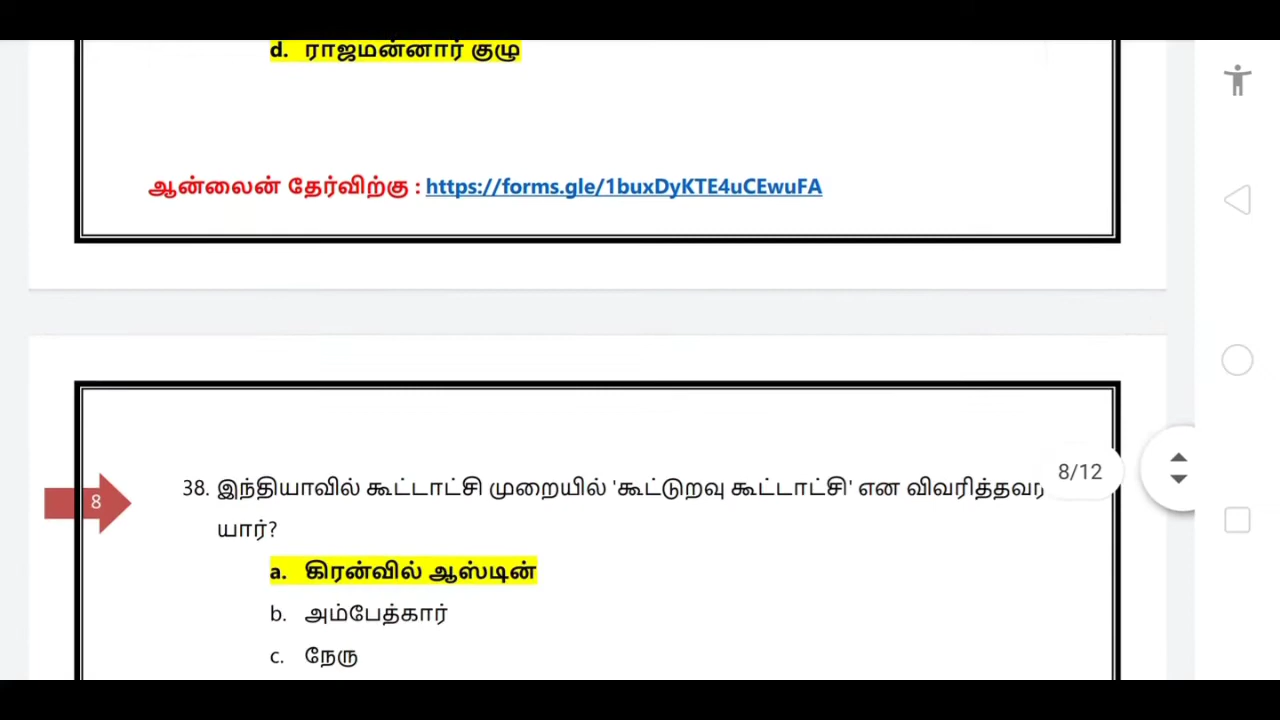 d. ராஜமன்னார் குழு
ஆன்லைன் தேர்விற்கு : https://forms.gle/1buxDyKTE4uCEwuFA
8/12
8
38. இந்தியாவில் கூட்டாட்சி முறையில் 'கூட்டுறவு கூட்டாட்சி' என விவரித்தவர்
யார்?
a. கிரன்வில் ஆஸ்டின்
b. அம்பேத்கார்
c. நேரு